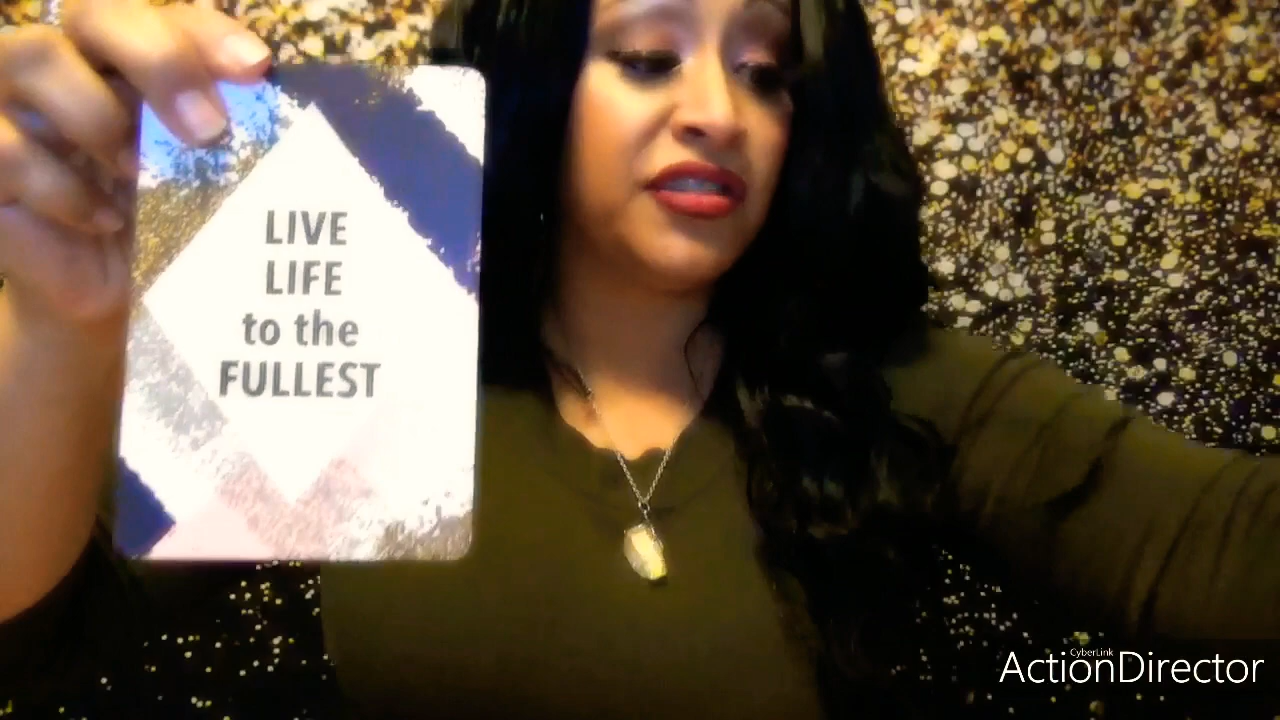 LIVE
LIFE
to the
FULLEST
CyberLink
ActionDirector